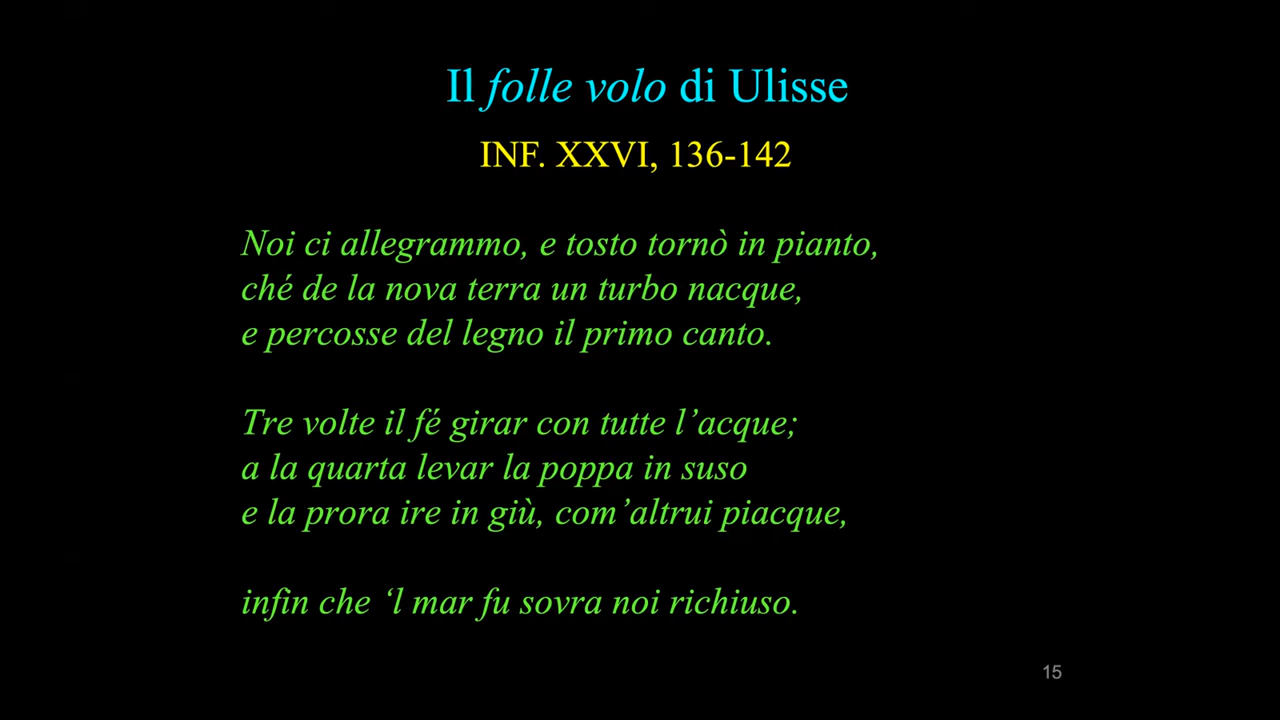 Il folle volo di Ulisse
INF. XXVI, 136-142
Noi ci allegrammo, e tosto tornò in pianto,
ché de la nova terra un turbo nacque,
e percosse del legno il primo canto.
Tre volte il fé girar con tutte l’acque;
a la quarta levar la poppa in suso
e la prora ire in giù, com’altrui piacque,
infin che ‘l mar fu sovra noi richiuso.
15